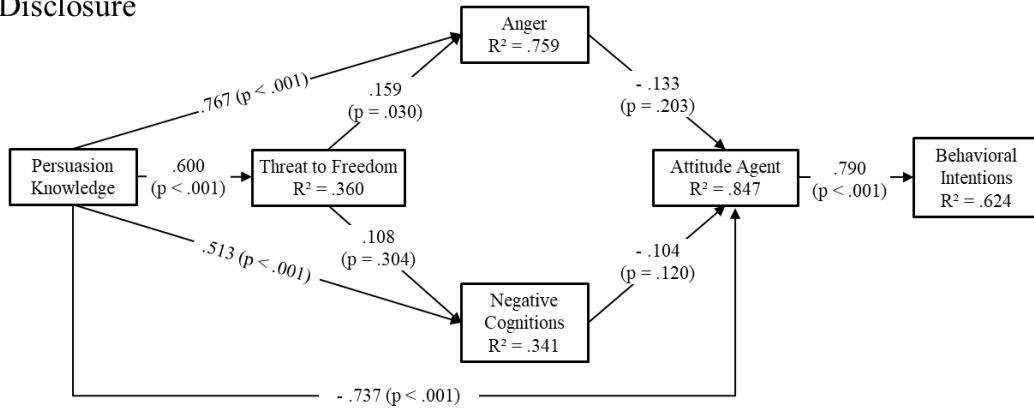 Disclosure
Anger
R² = .759
.767 (p < .001)
.159
(p = .030)
- .133
(p = .203)
Persuasion
Knowledge
.600
(p < .001)
Threat to Freedom
R² = .360
Attitude Agent
R² = .847
.790
(p < .001)
Behavioral
Intentions
R² = .624
.513 (p < .001)
.108
(p = .304)
- .104
(p = .120)
Negative
Cognitions
R² = .341
- .737 (p < .001)